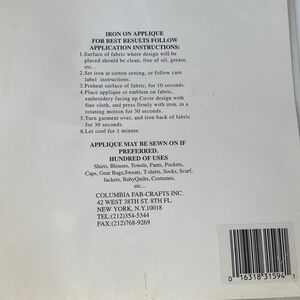 IRON ON APPLIQUE
FOR BEST RESULTS FOLLOW
APPLICATION INSTRUCTIONS:
1.Surface of fabric where design will be
placed should be clean, free of oil, grease,
etc...
2.Set iron at cotton setting, or follow care
label instructions.
3.Preheat surface of fabric, for 10 seconds.
4.Place applique or emblem on fabric,
embroidery facing up.Cover design with
fine cloth, and press firmly with iron, in a
rotating motion for 30 seconds.
5.Turn garment over, and iron back of fabric
for 30 seconds.
6.Let cool for 1 minute.
APPLIQUE MAY BE SEWN ON IF
PREFERRED.
HUNDRED OF USES
Shirts, Blouses, Towels, Pants, Pockets,
Caps, Gear Bags,Sweats, T-shirts, Socks, Scarf,
Jackets, BabyQuilts, Costumes,
etc...
COLUMBIA FAB-CRAFTS INC.
42 WEST 38TH ST. 8TH FL.
NEW YORK, N.Y.10018
TEL:(212)354-5344
FAX:(212)768-9269
0 16318 31594 1